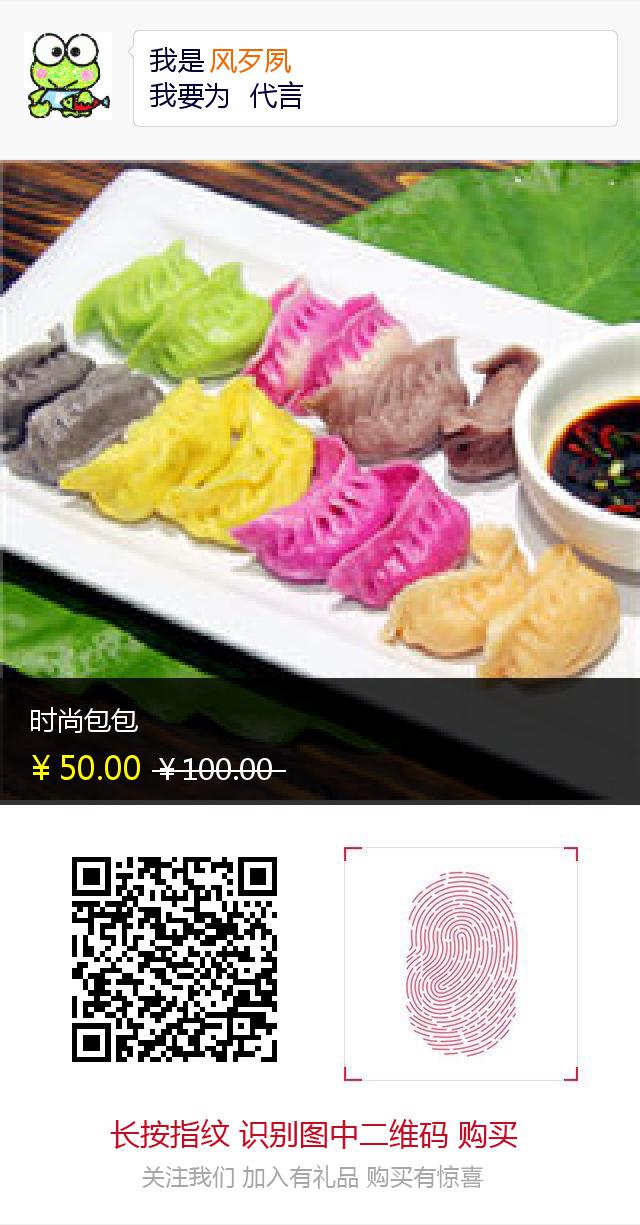 我是风歹夙
我要为 代言
时尚包包
¥ 50.00 ¥ 100.00
长按指纹 识别图中二维码 购买
关注我们 加入有礼品 购买有惊喜